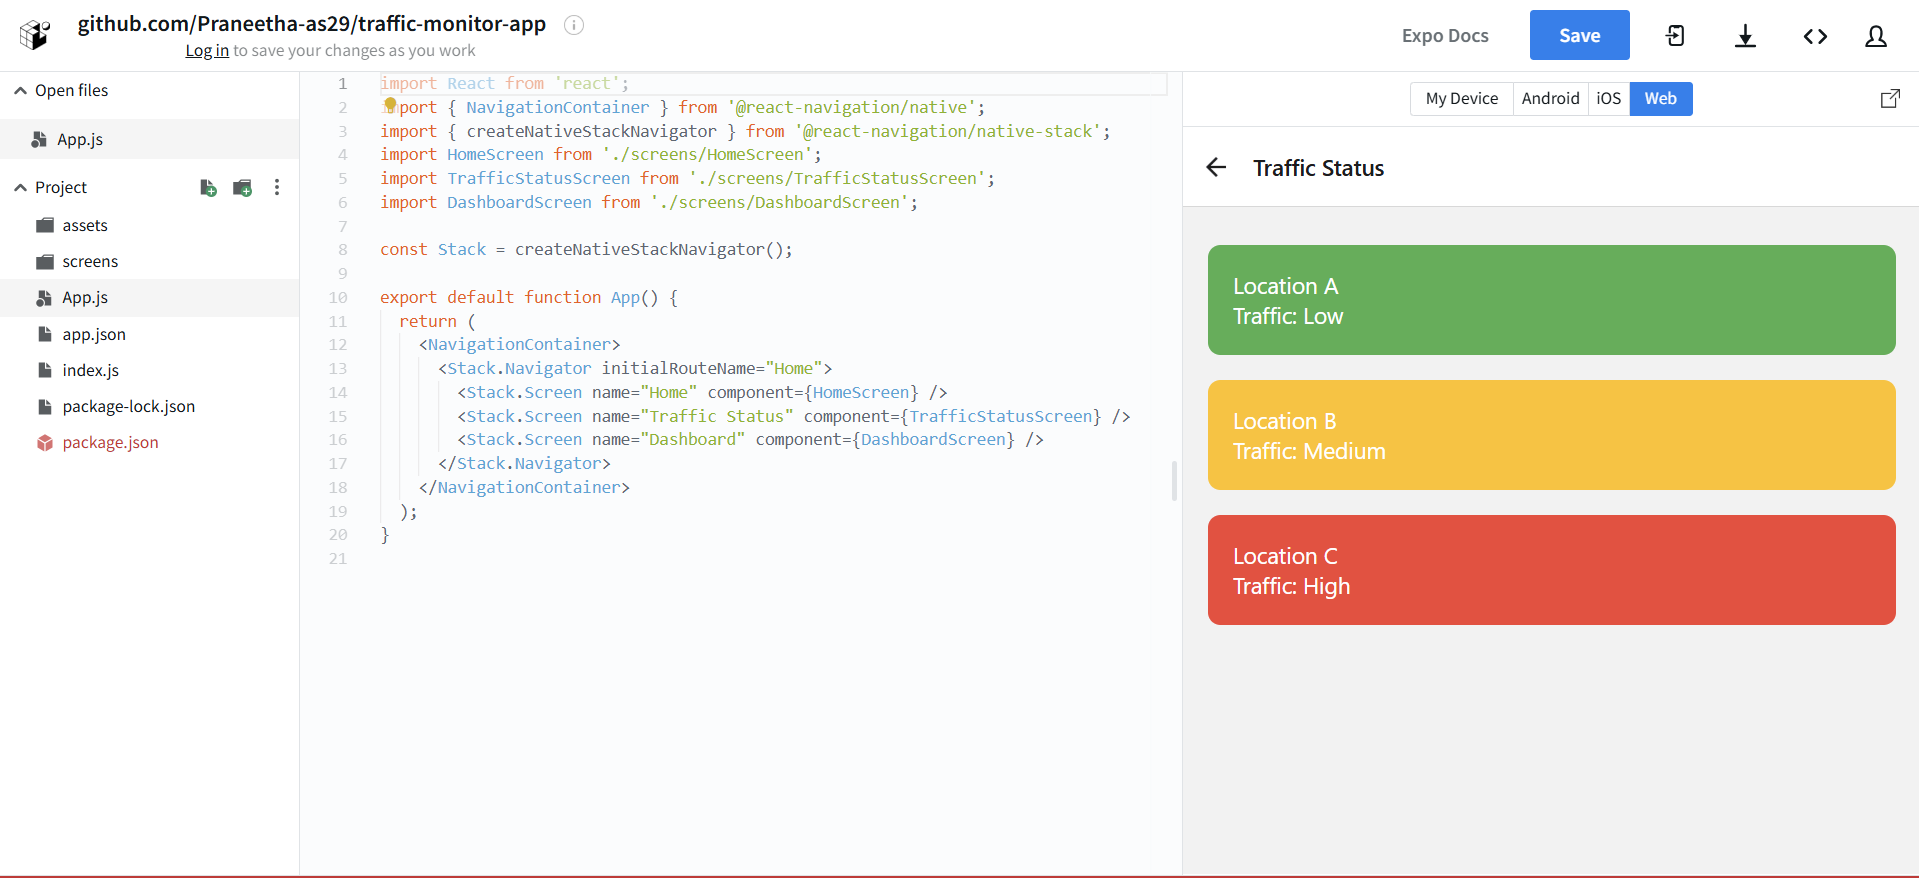 github.com/Praneetha-as29/traffic-monitor-app
Log in to save your changes as you work
Expo Docs
Save
Open files
App.js
Project
assets
screens
App.js
app.json
index.js
package-lock.json
package.json
1 import React from 'react';
2 import { NavigationContainer } from '@react-navigation/native';
3 import { createNativeStackNavigator } from '@react-navigation/native-stack';
4 import HomeScreen from './screens/HomeScreen';
5 import TrafficStatusScreen from './screens/TrafficStatusScreen';
6 import DashboardScreen from './screens/DashboardScreen';
7
8 const Stack = createNativeStackNavigator();
9
10 export default function App() {
11 return (
12 <NavigationContainer>
13 <Stack.Navigator initialRouteName="Home">
14 <Stack.Screen name="Home" component={HomeScreen} />
15 <Stack.Screen name="Traffic Status" component={TrafficStatusScreen} />
16 <Stack.Screen name="Dashboard" component={DashboardScreen} />
17 </Stack.Navigator>
18 </NavigationContainer>
19 );
20 }
21
My Device Android iOS Web
Traffic Status
Location A
Traffic: Low
Location B
Traffic: Medium
Location C
Traffic: High